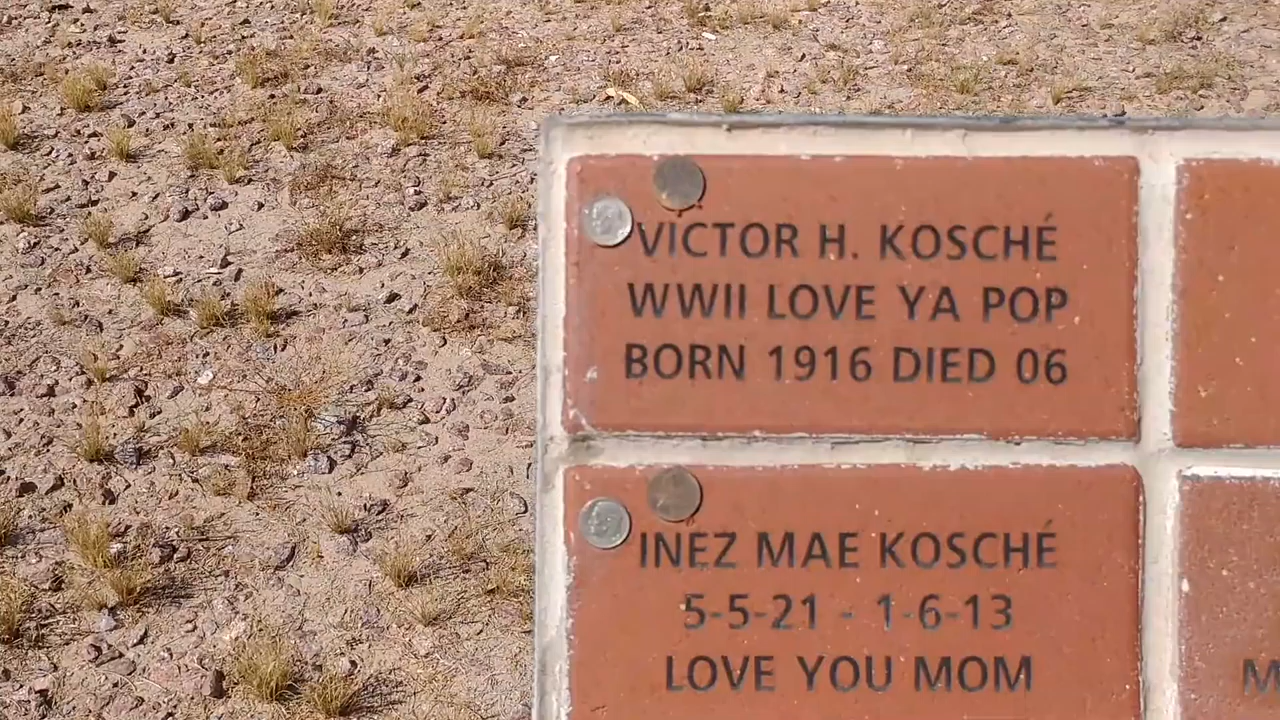 VICTOR H. KOSCHÉ
WWII LOVE YA POP
BORN 1916 DIED 06
INEZ MAE KOSCHÉ
5-5-21 - 1-6-13
LOVE YOU MOM
M